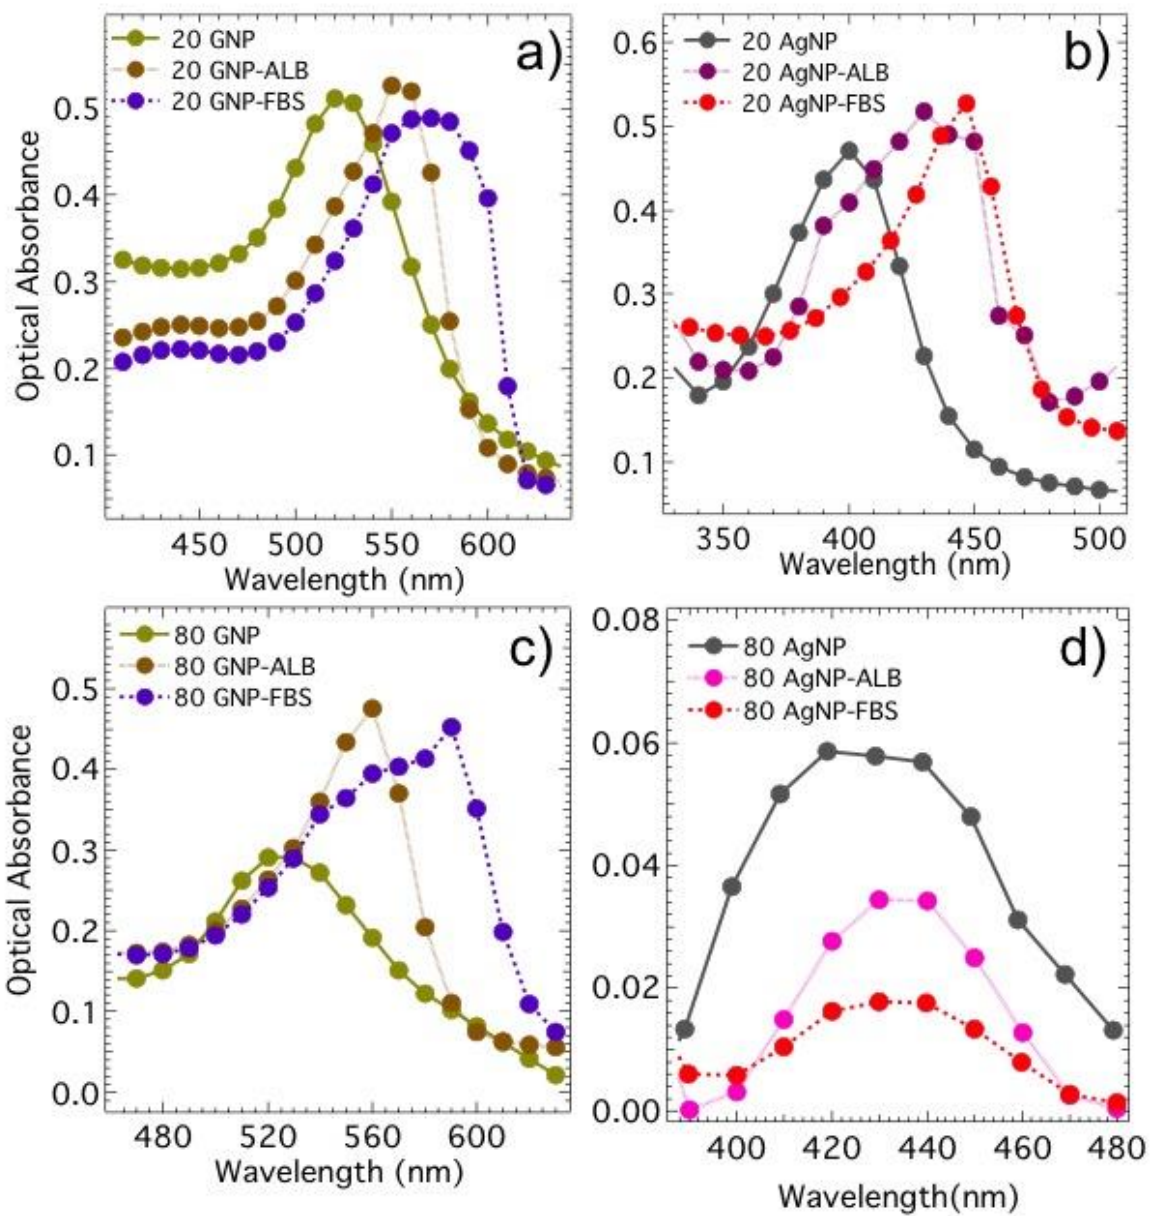 a)
20 GNP
20 GNP-ALB
20 GNP-FBS
Optical Absorbance
0.5
0.4
0.3
0.2
0.1
450 500 550 600
Wavelength (nm)
b)
20 AgNP
20 AgNP-ALB
20 AgNP-FBS
0.6
0.5
0.4
0.3
0.2
0.1
350 400 450 500
Wavelength (nm)
c)
80 GNP
80 GNP-ALB
80 GNP-FBS
Optical Absorbance
0.5
0.4
0.3
0.2
0.1
0.0
480 520 560 600
Wavelength (nm)
d)
80 AgNP
80 AgNP-ALB
80 AgNP-FBS
0.08
0.06
0.04
0.02
0.00
400 420 440 460 480
Wavelength(nm)